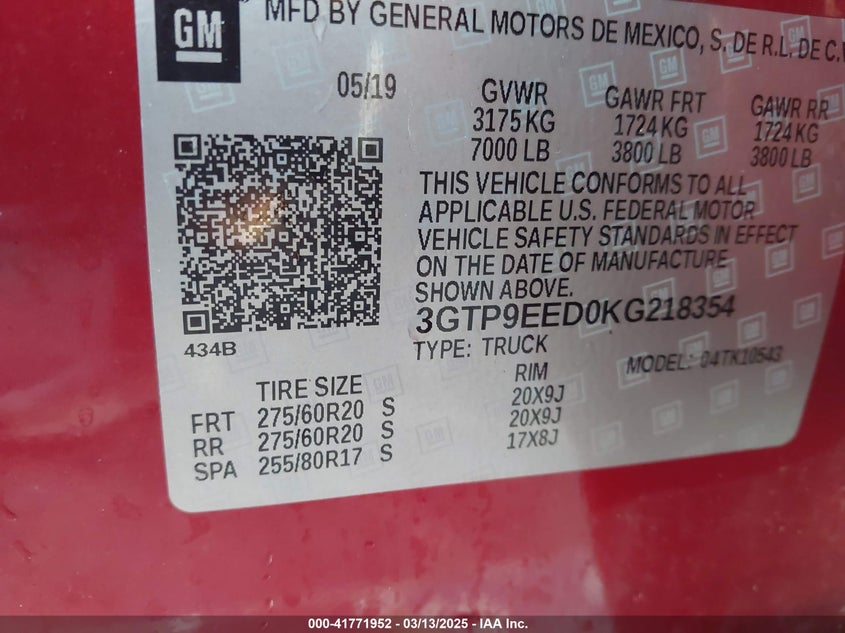 GM
MFD BY GENERAL MOTORS DE MEXICO, S. DE R.L. DE C.V
05/19
GVWR GAWR FRT GAWR RR
3175 KG 1724 KG 1724 KG
7000 LB 3800 LB 3800 LB
THIS VEHICLE CONFORMS TO ALL
APPLICABLE U.S. FEDERAL MOTOR
VEHICLE SAFETY STANDARDS IN EFFECT
ON THE DATE OF MANUFACTURE
SHOWN ABOVE.
3GTP9EED0KG218354
434B
TYPE: TRUCK MODEL: 04TK10543
TIRE SIZE RIM
FRT 275/60R20 S 20X9J
RR 275/60R20 S 20X9J
SPA 255/80R17 S 17X8J
000-41771952 - 03/13/2025 - IAAI.COM